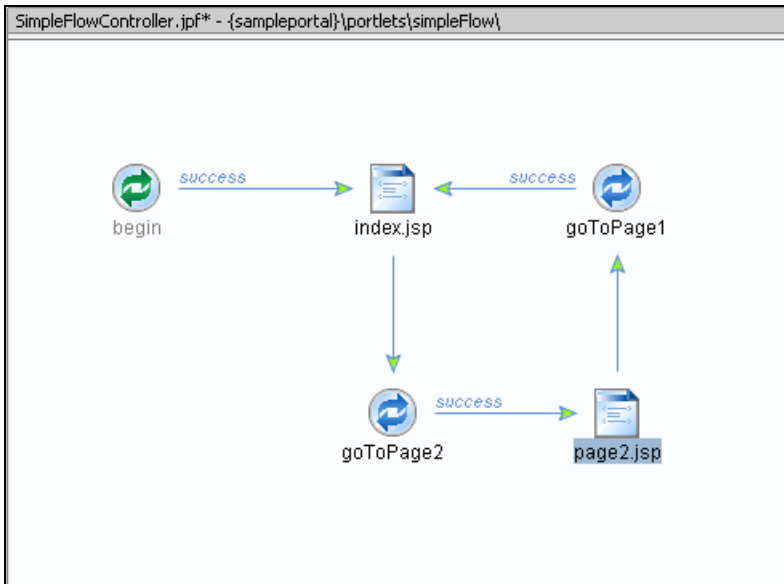 SimpleFlowController.jpf* - {sampleportal}\portlets\simpleFlow\
success
success
begin
index.jsp
goToPage1
success
goToPage2
page2.jsp